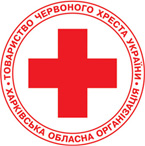 • ТОВАРИСТВО ЧЕРВОНОГО ХРЕСТА УКРАЇНИ •
ХАРКІВСЬКА ОБЛАСНА ОРГАНІЗАЦІЯ